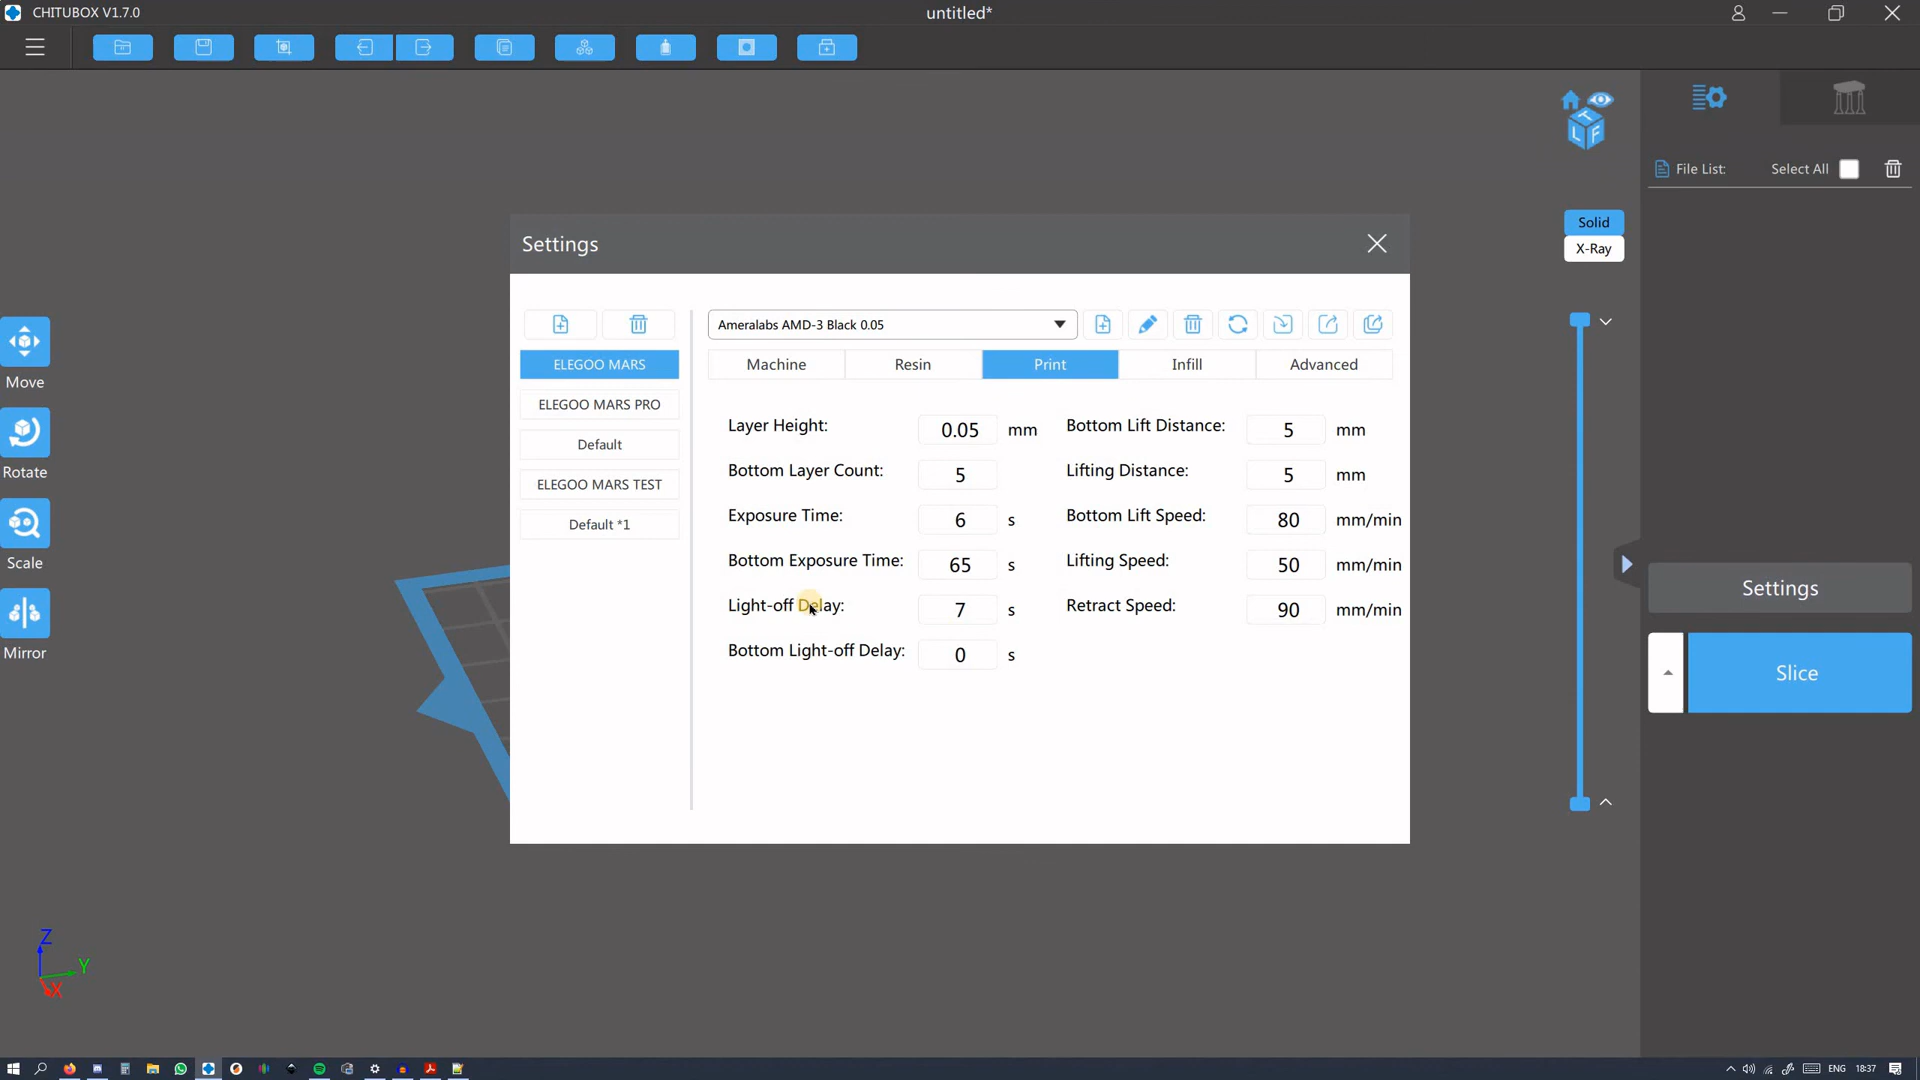 CHITUBOX V1.7.0
untitled*
File List:
Select All
Solid
X-Ray
Settings
Ameralabs AMD-3 Black 0.05
ELEGOO MARS
ELEGOO MARS PRO
Default
ELEGOO MARS TEST
Default *1
Machine
Resin
Print
Infill
Advanced
Layer Height: 0.05 mm
Bottom Lift Distance: 5 mm
Bottom Layer Count: 5
Lifting Distance: 5 mm
Exposure Time: 6 s
Bottom Lift Speed: 80 mm/min
Bottom Exposure Time: 65 s
Lifting Speed: 50 mm/min
Light-off Delay: 7 s
Retract Speed: 90 mm/min
Bottom Light-off Delay: 0 s
Move
Rotate
Scale
Mirror
T
L F
Settings
Slice
Z
Y
X
ENG
18:37